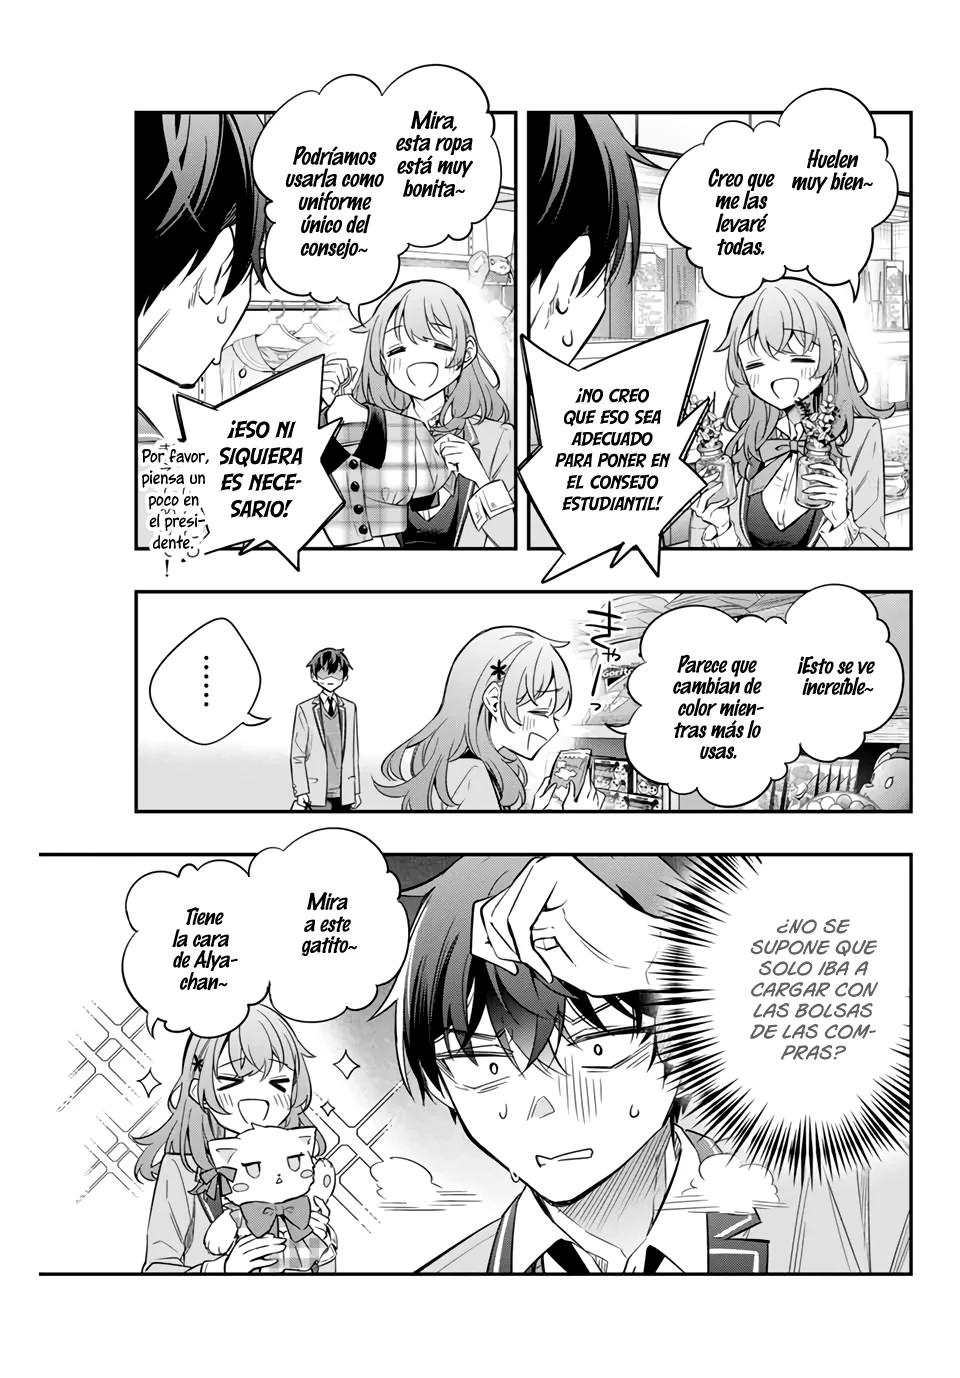 Huelen
muy bien~
Creo que
me las
levaré
todas.
¡NO CREO
QUE ESO SEA
ADECUADO
PARA PONER EN
EL CONSEJO
ESTUDIANTIL!
Mira,
esta ropa
está muy
bonita~
Podríamos
usarla como
uniforme
único del
consejo~
¡ESO NI
SIQUIERA
ES NECE-
SARIO!
Por favor,
piensa un
poco en
el presi-
dente.
¡Esto se ve
increíble~
Parece que
cambian de
color mien-
tras más lo
usas.
Mira
a este
gatito~
Tiene
la cara
de Alya-
chan~
¿NO SE
SUPONE QUE
SOLO IBA A
CARGAR CON
LAS BOLSAS
DE LAS COM-
PRAS?